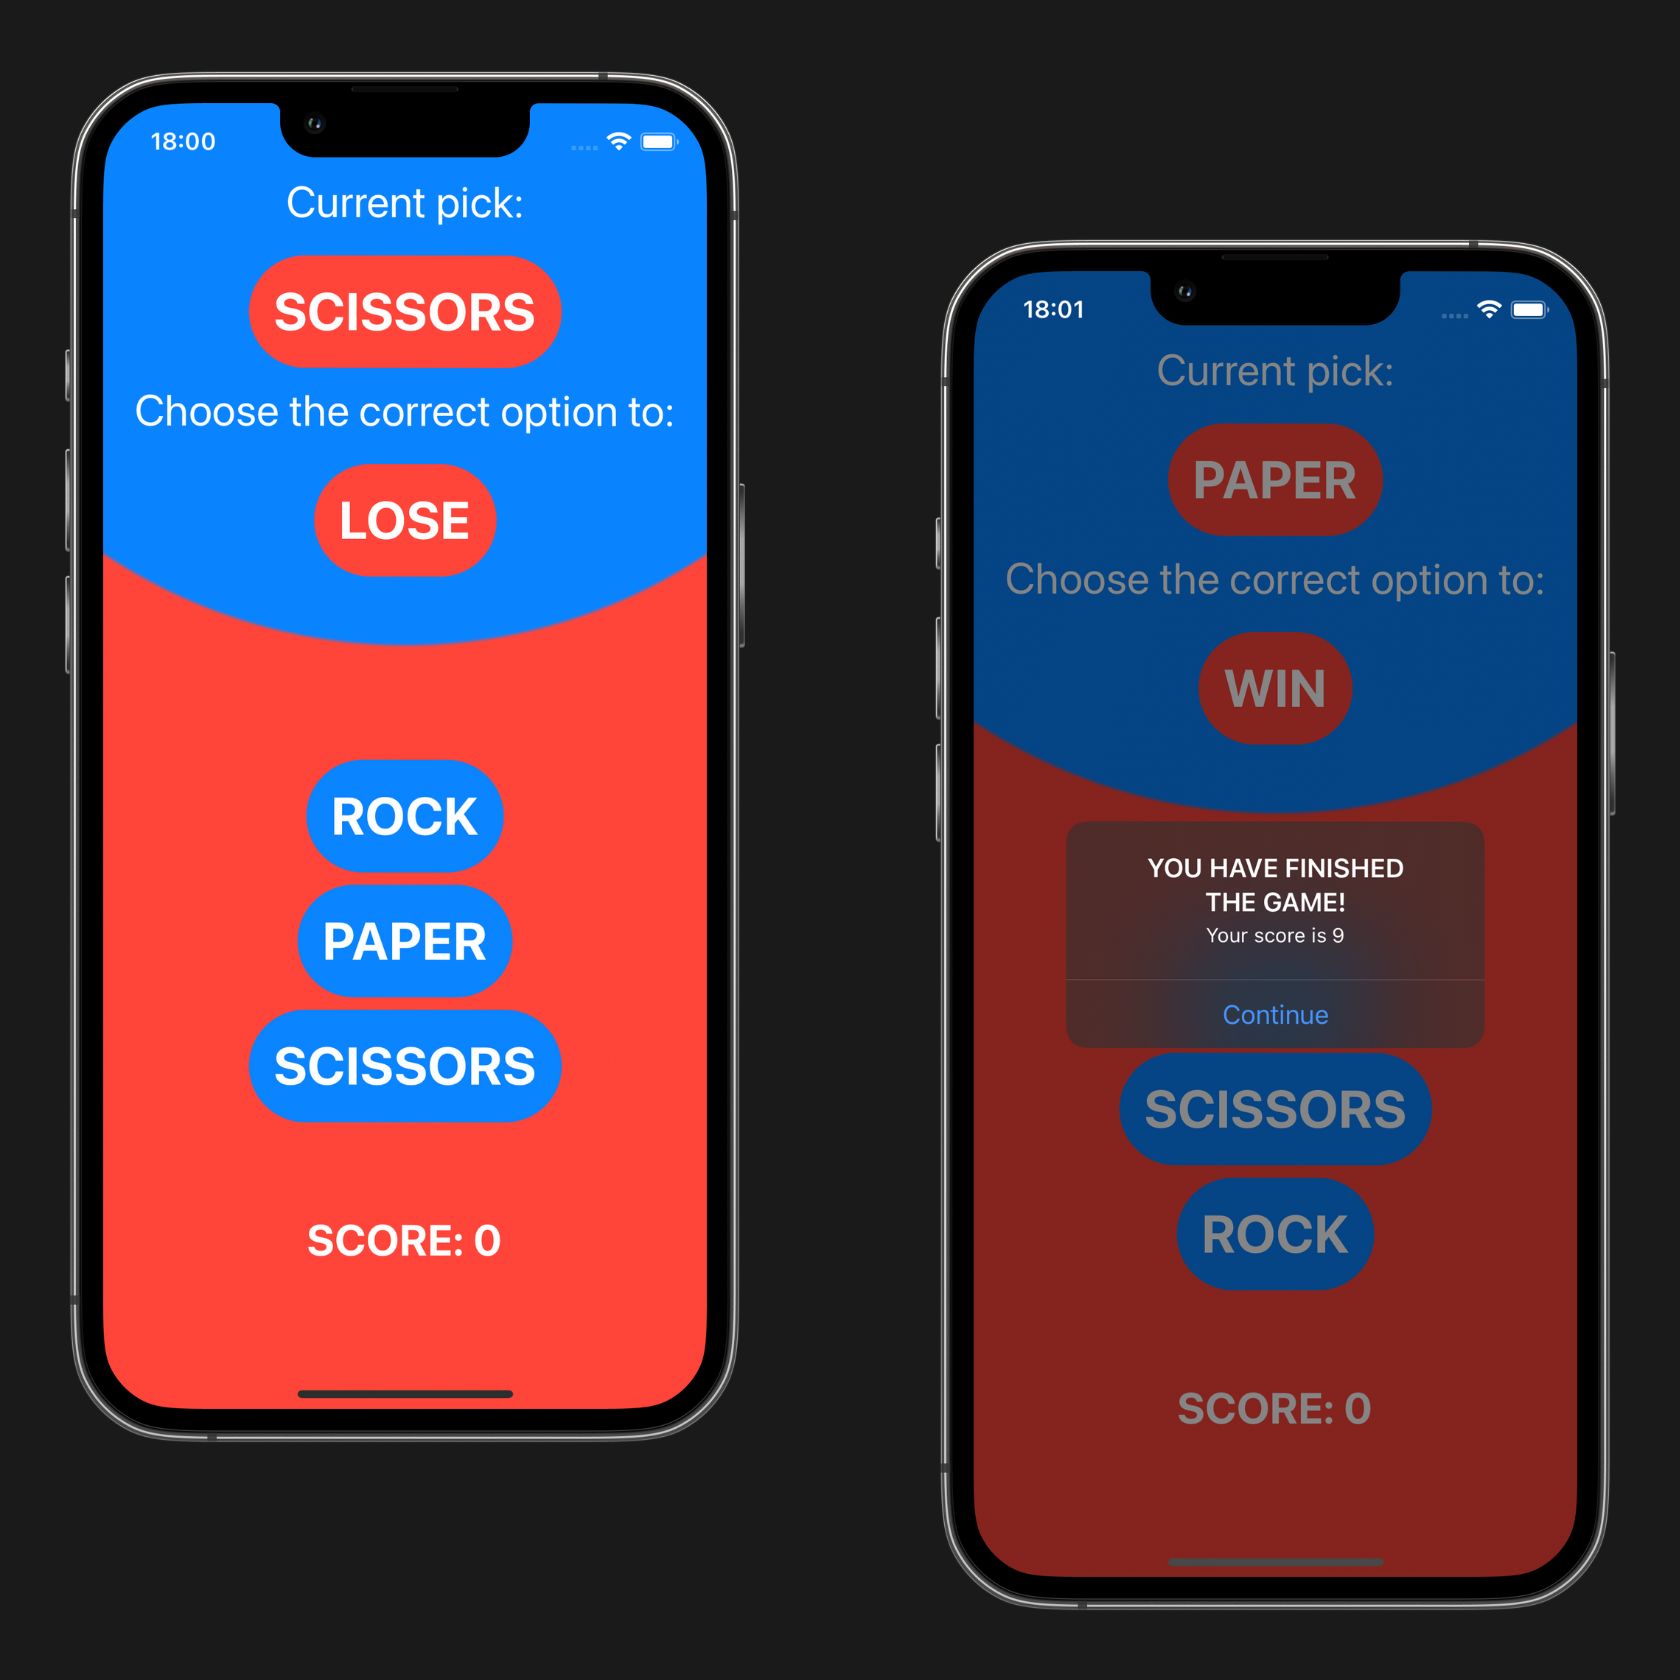 18:00
Current pick:
SCISSORS
Choose the correct option to:
LOSE
ROCK
PAPER
SCISSORS
SCORE: 0
18:01
Current pick:
PAPER
Choose the correct option to:
WIN
YOU HAVE FINISHED
THE GAME!
Your score is 9
Continue
SCISSORS
ROCK
SCORE: 0